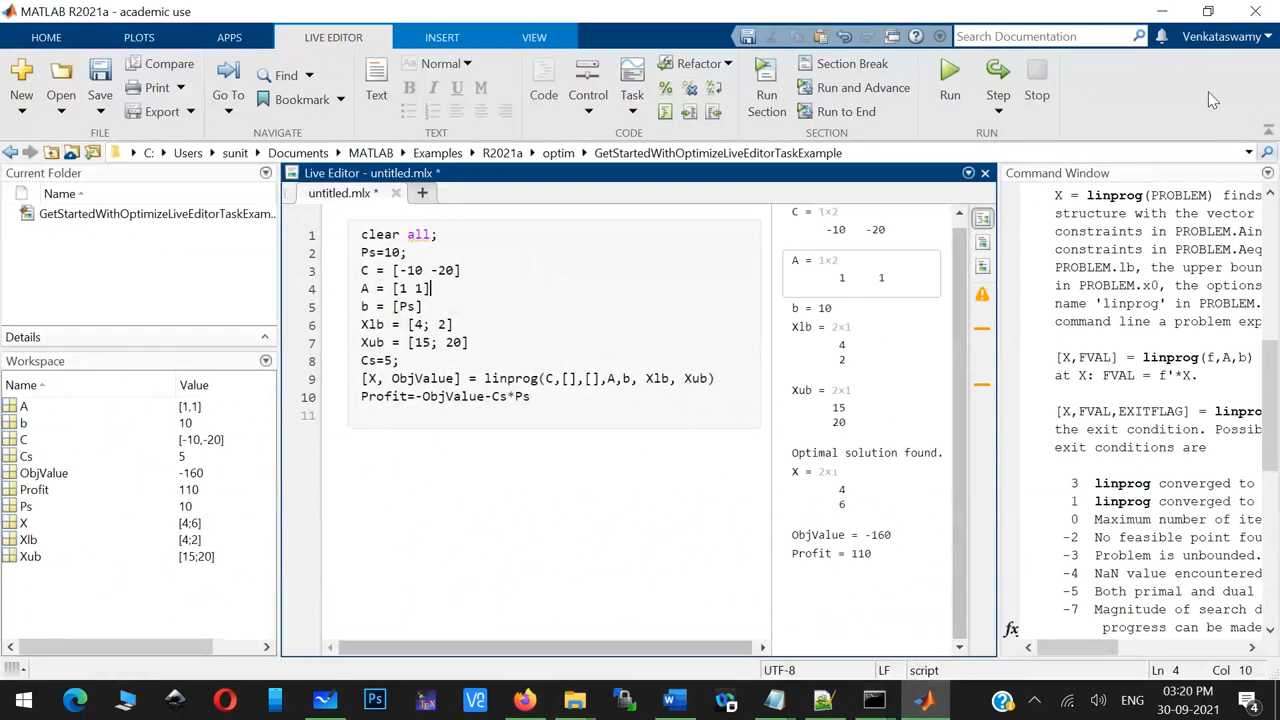 MATLAB R2021a - academic use
HOME PLOTS APPS LIVE EDITOR INSERT VIEW Search Documentation Venkataswamy
New Open Save Compare Print Export
FILE
Go To Find Bookmark
NAVIGATE
Text Aa Normal
B I U M
TEXT
Code Control Task Refactor
CODE
Run Section Section Break
Run and Advance
Run to End
SECTION
Run Step Stop
RUN
C: Users sunit Documents MATLAB Examples R2021a optim GetStartedWithOptimizeLiveEditorTaskExample
Current Folder
Name
GetStartedWithOptimizeLiveEditorTaskExam...
Details
Workspace
Name Value
A [1,1]
b 10
C [-10,-20]
Cs 5
ObjValue -160
Profit 110
Ps 10
X [4;6]
Xlb [4;2]
Xub [15;20]
Live Editor - untitled.mlx *
untitled.mlx *
1 clear all;
2 Ps=10;
3 C = [-10 -20]
4 A = [1 1]
5 b = [Ps]
6 Xlb = [4; 2]
7 Xub = [15; 20]
8 Cs=5;
9 [X, ObjValue] = linprog(C,[],[],A,b, Xlb, Xub)
10 Profit=-ObjValue-Cs*Ps
11
C = 1×2
-10 -20
A = 1×2
1 1
b = 10
Xlb = 2×1
4
2
Xub = 2×1
15
20
Optimal solution found.
X = 2×1
4
6
ObjValue = -160
Profit = 110
Command Window
X = linprog(PROBLEM) finds
structure with the vector
constraints in PROBLEM.Ain
constraints in PROBLEM.Aeq
PROBLEM.lb, the upper boun
in PROBLEM.x0, the options
name 'linprog' in PROBLEM.
command line a problem exp
[X,FVAL] = linprog(f,A,b)
at X: FVAL = f'*X.
[X,FVAL,EXITFLAG] = linpro
the exit condition. Possib
exit conditions are
3 linprog converged to
1 linprog converged to
0 Maximum number of ite
-2 No feasible point fou
-3 Problem is unbounded.
-4 NaN value encountered
-5 Both primal and dual
-7 Magnitude of search d
progress can be made
fx
UTF-8 LF script Ln 4 Col 10
Ps ENG 03:20 PM
30-09-2021 4